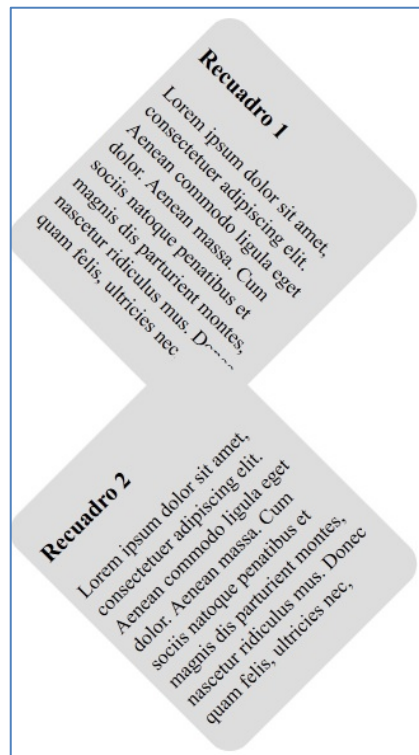 Recuadro 1
Lorem ipsum dolor sit amet,
consectetuer adipiscing elit.
Aenean commodo ligula eget
dolor. Aenean massa. Cum
sociis natoque penatibus et
magnis dis parturient montes,
nascetur ridiculus mus.
quam felis, ultricies nec
Recuadro 2
Lorem ipsum dolor sit amet,
consectetuer adipiscing elit.
Aenean commodo ligula eget
dolor. Aenean massa. Cum
sociis natoque penatibus et
magnis dis parturient montes,
nascetur ridiculus mus. Donec
quam felis, ultricies nec,